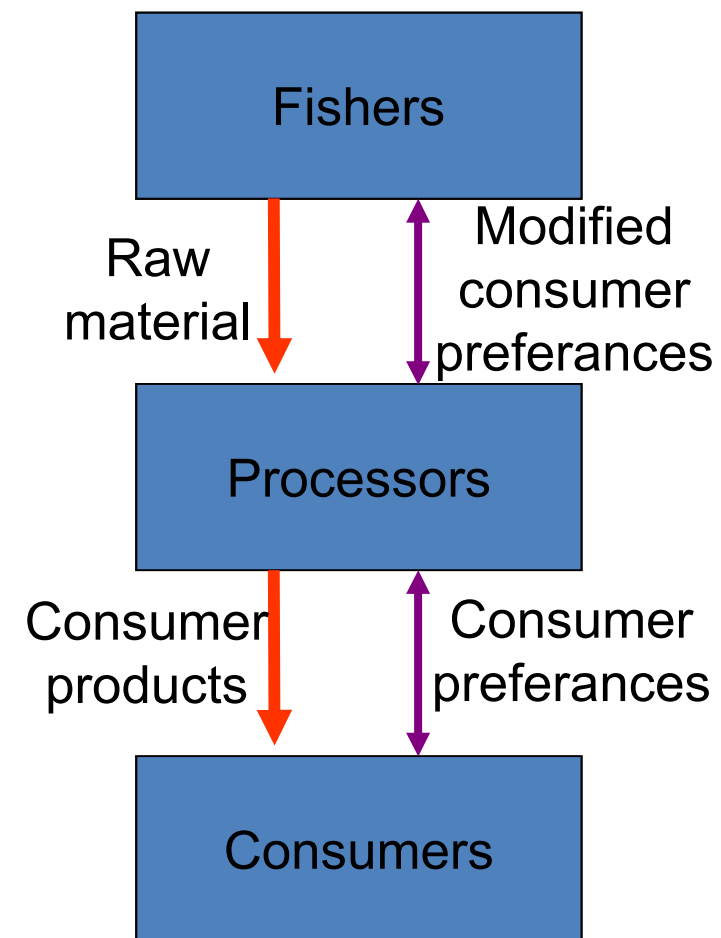 Fishers
Raw
material
Modified
consumer
preferances
Processors
Consumer
products
Consumer
preferances
Consumers